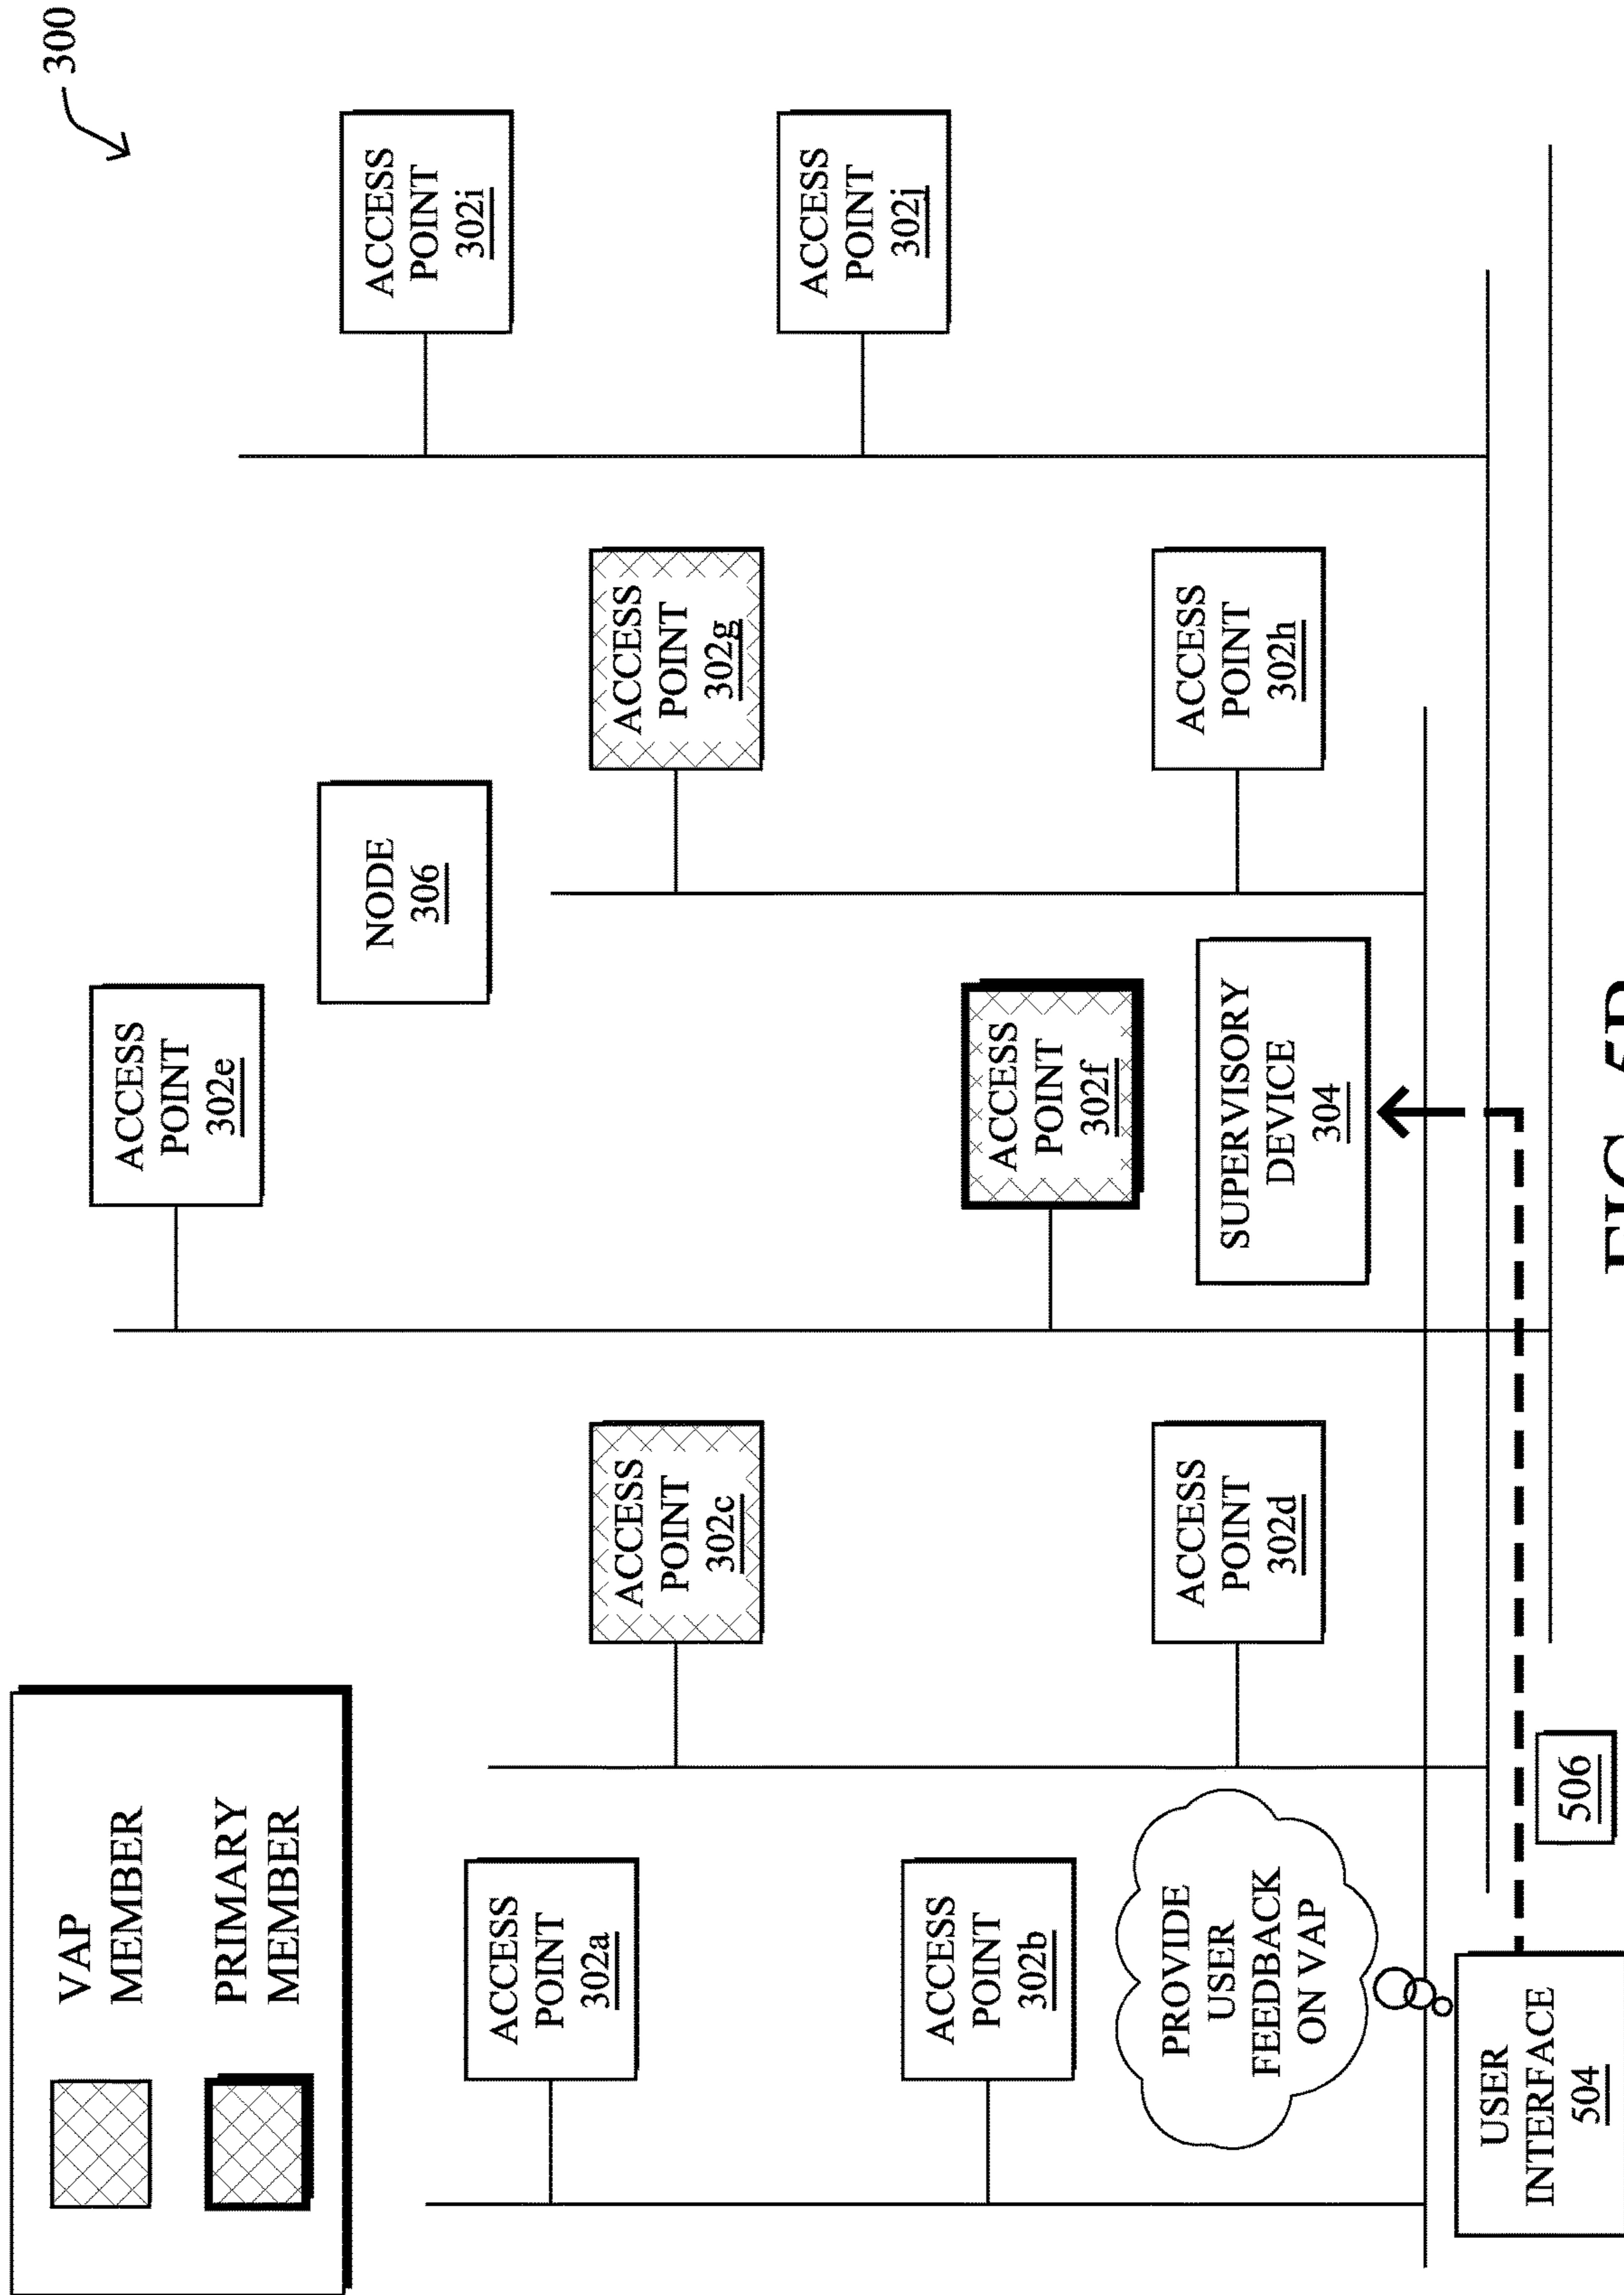 300
VAP
MEMBER
PRIMARY
MEMBER
ACCESS
POINT
302a
ACCESS
POINT
302b
ACCESS
POINT
302c
ACCESS
POINT
302d
ACCESS
POINT
302e
ACCESS
POINT
302f
NODE
306
ACCESS
POINT
302g
ACCESS
POINT
302h
ACCESS
POINT
302i
ACCESS
POINT
302j
SUPERVISORY
DEVICE
304
PROVIDE
USER
FEEDBACK
ON VAP
USER
INTERFACE
504
506
FIG